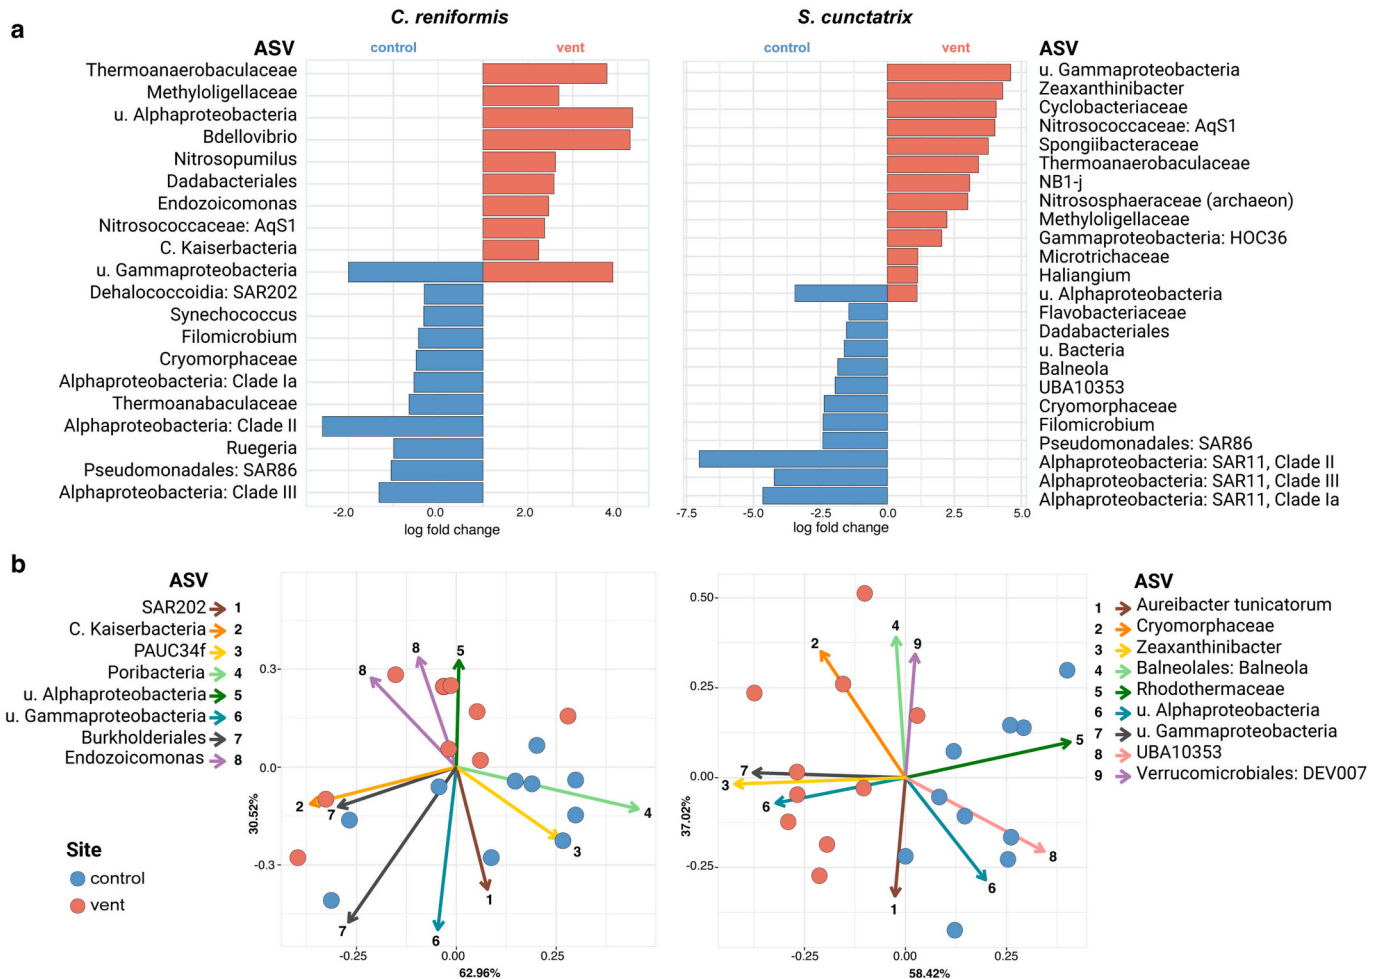 C. reniformis
S. cunctatrix
a
ASV
control
vent
Thermoanaerobaculaceae
Methyloligellaceae
u. Alphaproteobacteria
Bdellovibrio
Nitrosopumilus
Dadabacteriales
Endozoicomonas
Nitrosococcaceae: AqS1
C. Kaiserbacteria
u. Gammaproteobacteria
Dehalococcoidia: SAR202
Synechococcus
Filomicrobium
Cryomorphaceae
Alphaproteobacteria: Clade Ia
Thermoanabaculaceae
Alphaproteobacteria: Clade II
Ruegeria
Pseudomonadales: SAR86
Alphaproteobacteria: Clade III
-2.0 0.0 2.0 4.0
log fold change
control
vent
ASV
u. Gammaproteobacteria
Zeaxanthinibacter
Cyclobacteriaceae
Nitrosococcaceae: AqS1
Spongiibacteraceae
Thermoanaerobaculaceae
NB1-j
Nitrososphaeraceae (archaeon)
Methyloligellaceae
Gammaproteobacteria: HOC36
Microtrichaceae
Haliangium
u. Alphaproteobacteria
Flavobacteriaceae
Dadabacteriales
u. Bacteria
Balneola
UBA10353
Cryomorphaceae
Filomicrobium
Pseudomonadales: SAR86
Alphaproteobacteria: SAR11, Clade II
Alphaproteobacteria: SAR11, Clade III
Alphaproteobacteria: SAR11, Clade Ia
-7.5 -5.0 -2.5 0.0 2.5 5.0
log fold change
b
ASV
SAR202 1
C. Kaiserbacteria 2
PAUC34f 3
Poribacteria 4
u. Alphaproteobacteria 5
u. Gammaproteobacteria 6
Burkholderiales 7
Endozoicomonas 8
Site
control
vent
30.52%
0.3
0.0
-0.3
8
8
5
2
7
4
3
1
7
6
-0.25 0.00 0.25
62.96%
37.02%
0.50
0.25
0.00
-0.25
4
2
9
5
7
3
6
8
6
1
-0.25 0.00 0.25
58.42%
ASV
1 Aureibacter tunicatorum
2 Cryomorphaceae
3 Zeaxanthinibacter
4 Balneolales: Balneola
5 Rhodothermaceae
6 u. Alphaproteobacteria
7 u. Gammaproteobacteria
8 UBA10353
9 Verrucomicrobiales: DEV007